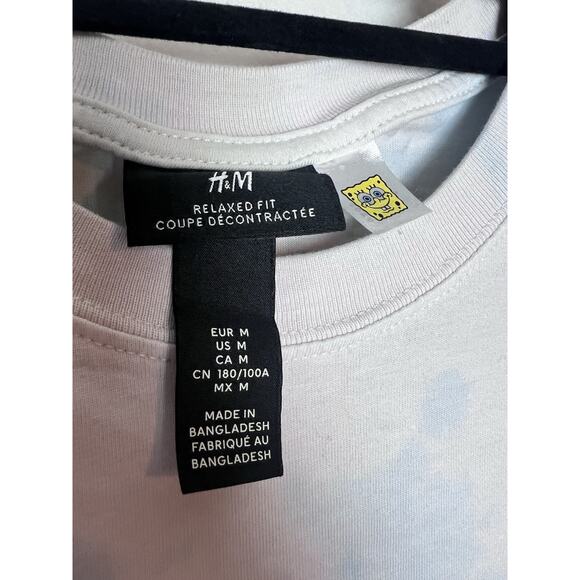 H&M
RELAXED FIT
COUPE DÉCONTRACTÉE
EUR M
US M
CA M
CN 180/100A
MX M
MADE IN
BANGLADESH
FABRIQUÉ AU
BANGLADESH